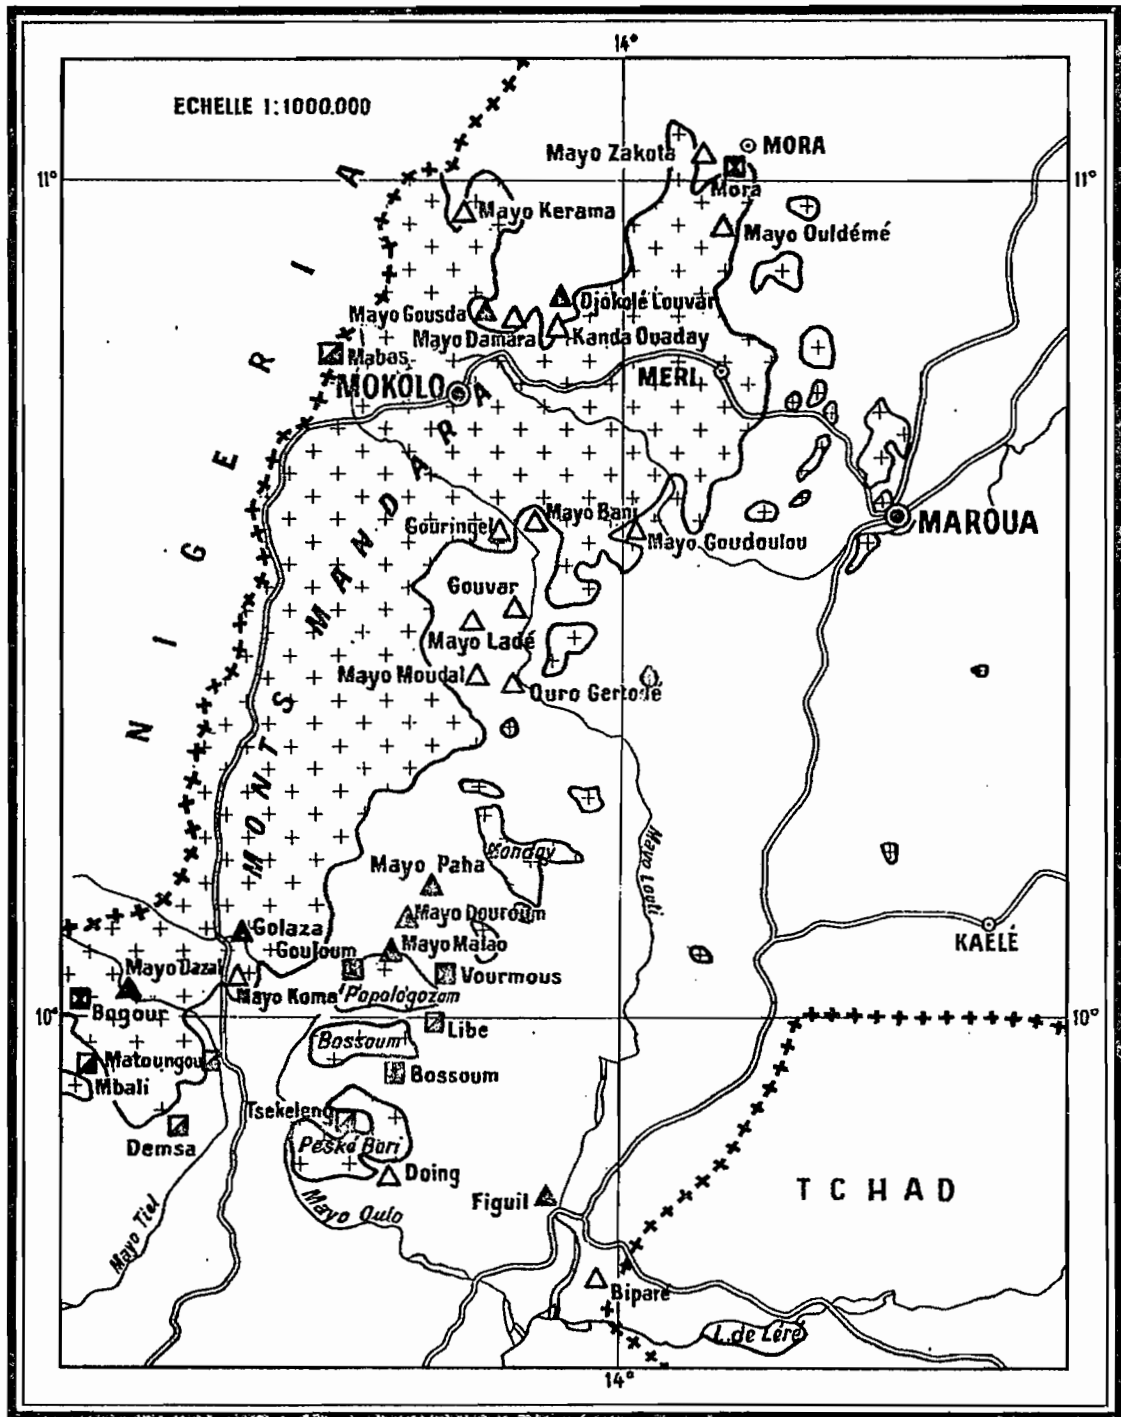 14°
ECHELLE 1:1000.000
MORA
Mayo Zakota
11°
11°
Mora
Mayo Kerama
Mayo Ouldémé
NIGERIA
Djokolé Louvar
Mayo Gousda
Mayo Damara
Kanda Ouaday
Mabas
MERI
MOKOLO
MONTS MANDARA
Mayo Bani
Gouringel
MAROUA
Mayo Goudoulou
Gouvar
Mayo Ladé
Mayo Moudal
Ouro Gertodé
Mayo Louti
Mayo Paha
Mayo Douroum
Golaza
Gouloum
Mayo Malao
KAELÉ
Mayo Dazal
Vourmous
Mayo Koma
Papologozom
Bagour
10°
10°
Libe
Bossoum
Matoungou
Bossoum
Mbali
Tsekeleng
Demsa
Peské Bori
Doing
TCHAD
Figuil
Mayo Oulo
Mayo Tiel
Biparé
L. de Léré
14°